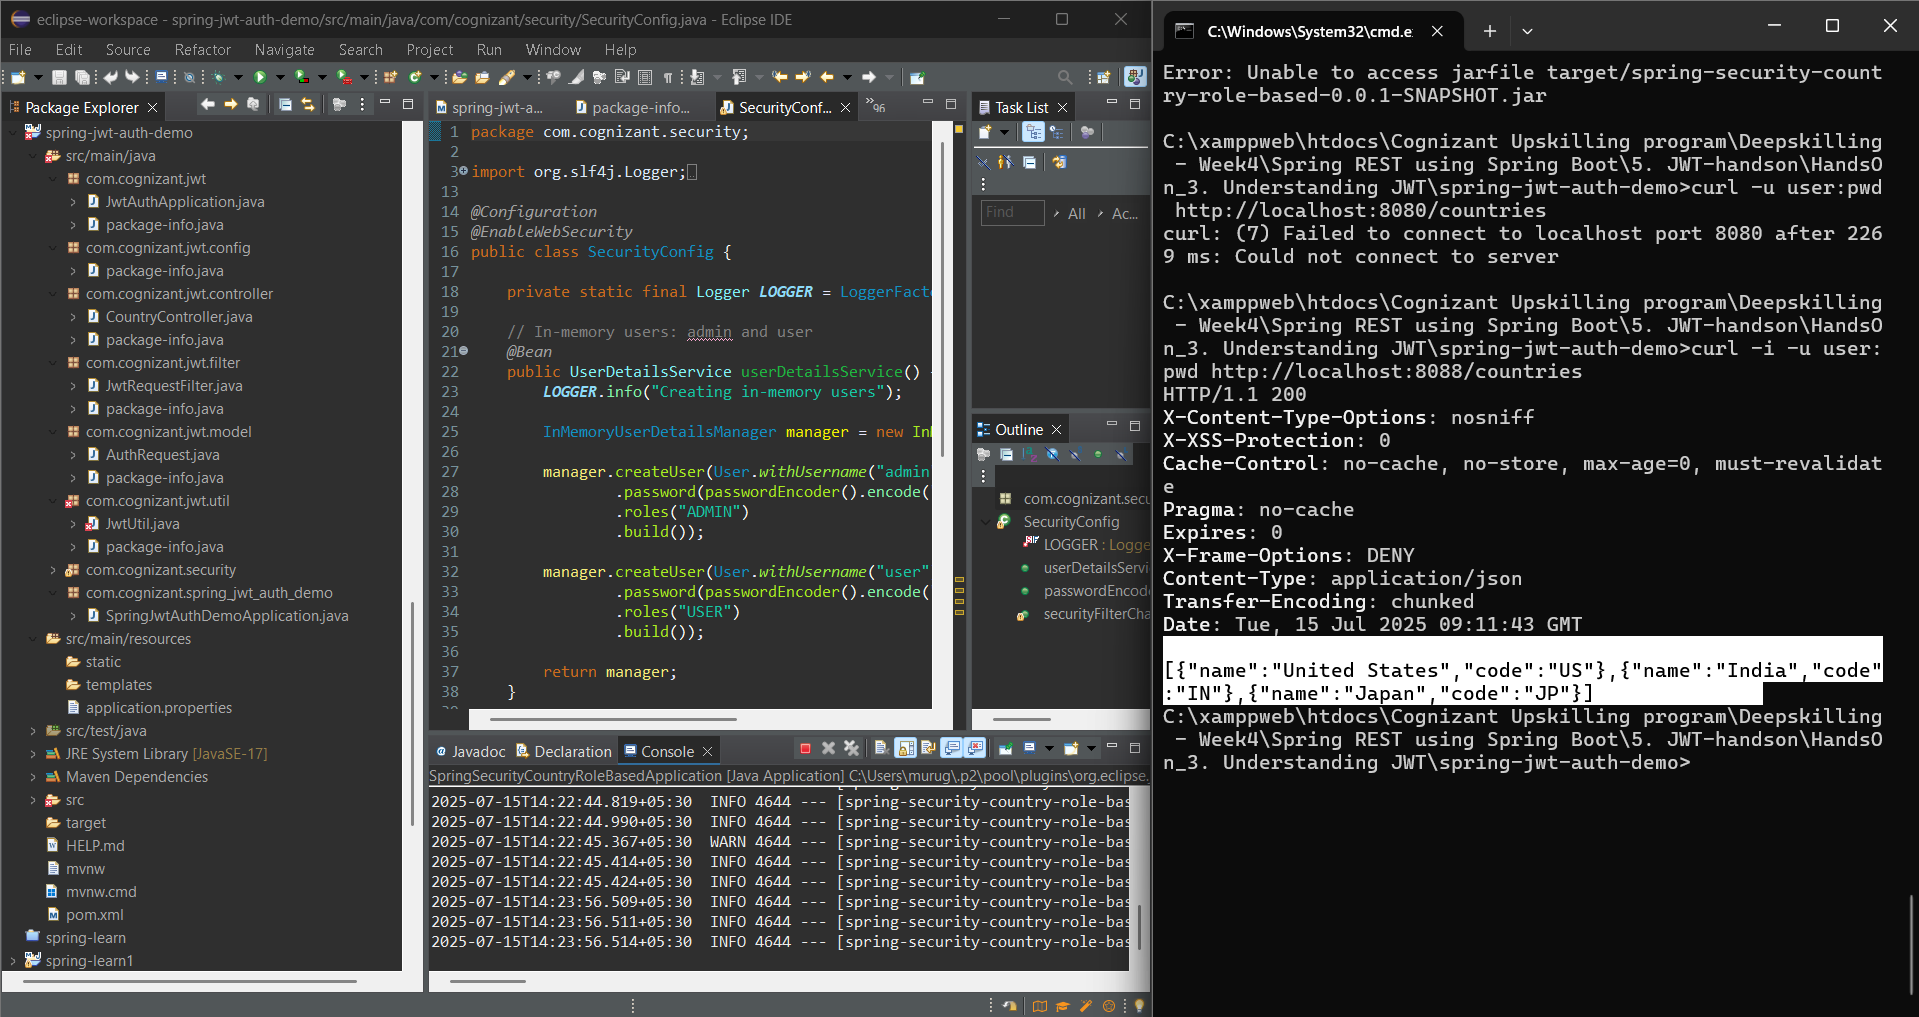 eclipse-workspace - spring-jwt-auth-demo/src/main/java/com/cognizant/security/SecurityConfig.java - Eclipse IDE
File Edit Source Refactor Navigate Search Project Run Window Help
Package Explorer
spring-jwt-auth-demo
src/main/java
com.cognizant.jwt
JwtAuthApplication.java
package-info.java
com.cognizant.jwt.config
package-info.java
com.cognizant.jwt.controller
CountryController.java
package-info.java
com.cognizant.jwt.filter
JwtRequestFilter.java
package-info.java
com.cognizant.jwt.model
AuthRequest.java
package-info.java
com.cognizant.jwt.util
JwtUtil.java
package-info.java
com.cognizant.security
com.cognizant.spring_jwt_auth_demo
SpringJwtAuthDemoApplication.java
src/main/resources
static
templates
application.properties
src/test/java
JRE System Library [JavaSE-17]
Maven Dependencies
src
target
HELP.md
mvnw
mvnw.cmd
pom.xml
spring-learn
spring-learn1
spring-jwt-a... package-info... SecurityConf... »96
1 package com.cognizant.security;
2
3 import org.slf4j.Logger;
13
14 @Configuration
15 @EnableWebSecurity
16 public class SecurityConfig {
17
18 private static final Logger LOGGER = LoggerFact
19
20 // In-memory users: admin and user
21 @Bean
22 public UserDetailsService userDetailsService()
23 LOGGER.info("Creating in-memory users");
24
25 InMemoryUserDetailsManager manager = new In
26
27 manager.createUser(User.withUsername("admin
28 .password(passwordEncoder().encode(
29 .roles("ADMIN")
30 .build());
31
32 manager.createUser(User.withUsername("user"
33 .password(passwordEncoder().encode(
34 .roles("USER")
35 .build());
36
37 return manager;
38 }
Task List
Find All Ac...
Outline
com.cognizant.secu
SecurityConfig
LOGGER : Logge
userDetailsServi
passwordEncod
securityFilterCha
Javadoc Declaration Console
SpringSecurityCountryRoleBasedApplication [Java Application] C:\Users\murug\.p2\pool\plugins\org.eclipse.
2025-07-15T14:22:44.819+05:30 INFO 4644 --- [spring-security-country-role-bas
2025-07-15T14:22:44.990+05:30 INFO 4644 --- [spring-security-country-role-bas
2025-07-15T14:22:45.367+05:30 WARN 4644 --- [spring-security-country-role-bas
2025-07-15T14:22:45.414+05:30 INFO 4644 --- [spring-security-country-role-bas
2025-07-15T14:22:45.424+05:30 INFO 4644 --- [spring-security-country-role-bas
2025-07-15T14:23:56.509+05:30 INFO 4644 --- [spring-security-country-role-bas
2025-07-15T14:23:56.511+05:30 INFO 4644 --- [spring-security-country-role-bas
2025-07-15T14:23:56.514+05:30 INFO 4644 --- [spring-security-country-role-bas
C:\Windows\System32\cmd.e
Error: Unable to access jarfile target/spring-security-count
ry-role-based-0.0.1-SNAPSHOT.jar
C:\xamppweb\htdocs\Cognizant Upskilling program\Deepskilling
 - Week4\Spring REST using Spring Boot\5. JWT-handson\HandsO
n_3. Understanding JWT\spring-jwt-auth-demo>curl -u user:pwd
 http://localhost:8080/countries
curl: (7) Failed to connect to localhost port 8080 after 226
9 ms: Could not connect to server
C:\xamppweb\htdocs\Cognizant Upskilling program\Deepskilling
 - Week4\Spring REST using Spring Boot\5. JWT-handson\HandsO
n_3. Understanding JWT\spring-jwt-auth-demo>curl -i -u user:
pwd http://localhost:8088/countries
HTTP/1.1 200
X-Content-Type-Options: nosniff
X-XSS-Protection: 0
Cache-Control: no-cache, no-store, max-age=0, must-revalidat
e
Pragma: no-cache
Expires: 0
X-Frame-Options: DENY
Content-Type: application/json
Transfer-Encoding: chunked
Date: Tue, 15 Jul 2025 09:11:43 GMT
[{"name":"United States","code":"US"},{"name":"India","code"
:"IN"},{"name":"Japan","code":"JP"}]
C:\xamppweb\htdocs\Cognizant Upskilling program\Deepskilling
 - Week4\Spring REST using Spring Boot\5. JWT-handson\HandsO
n_3. Understanding JWT\spring-jwt-auth-demo>